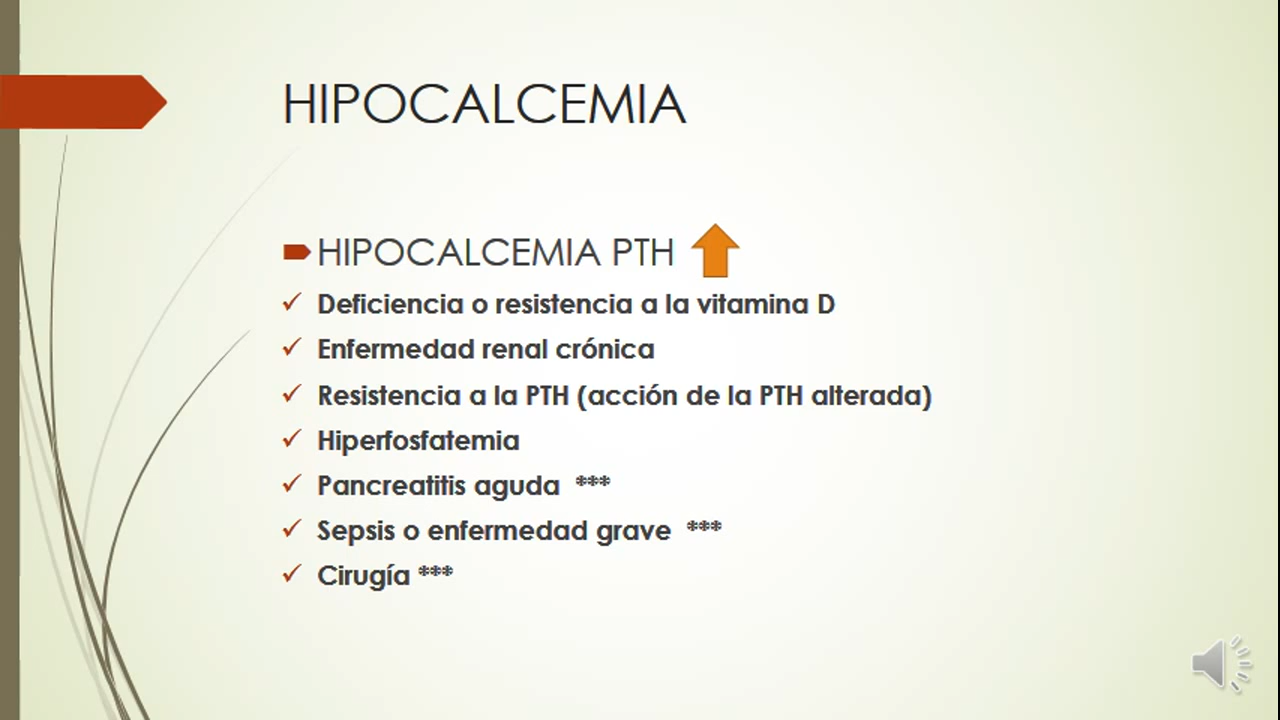 HIPOCALCEMIA
HIPOCALCEMIA PTH
Deficiencia o resistencia a la vitamina D
Enfermedad renal crónica
Resistencia a la PTH (acción de la PTH alterada)
Hiperfosfatemia
Pancreatitis aguda ***
Sepsis o enfermedad grave ***
Cirugía ***